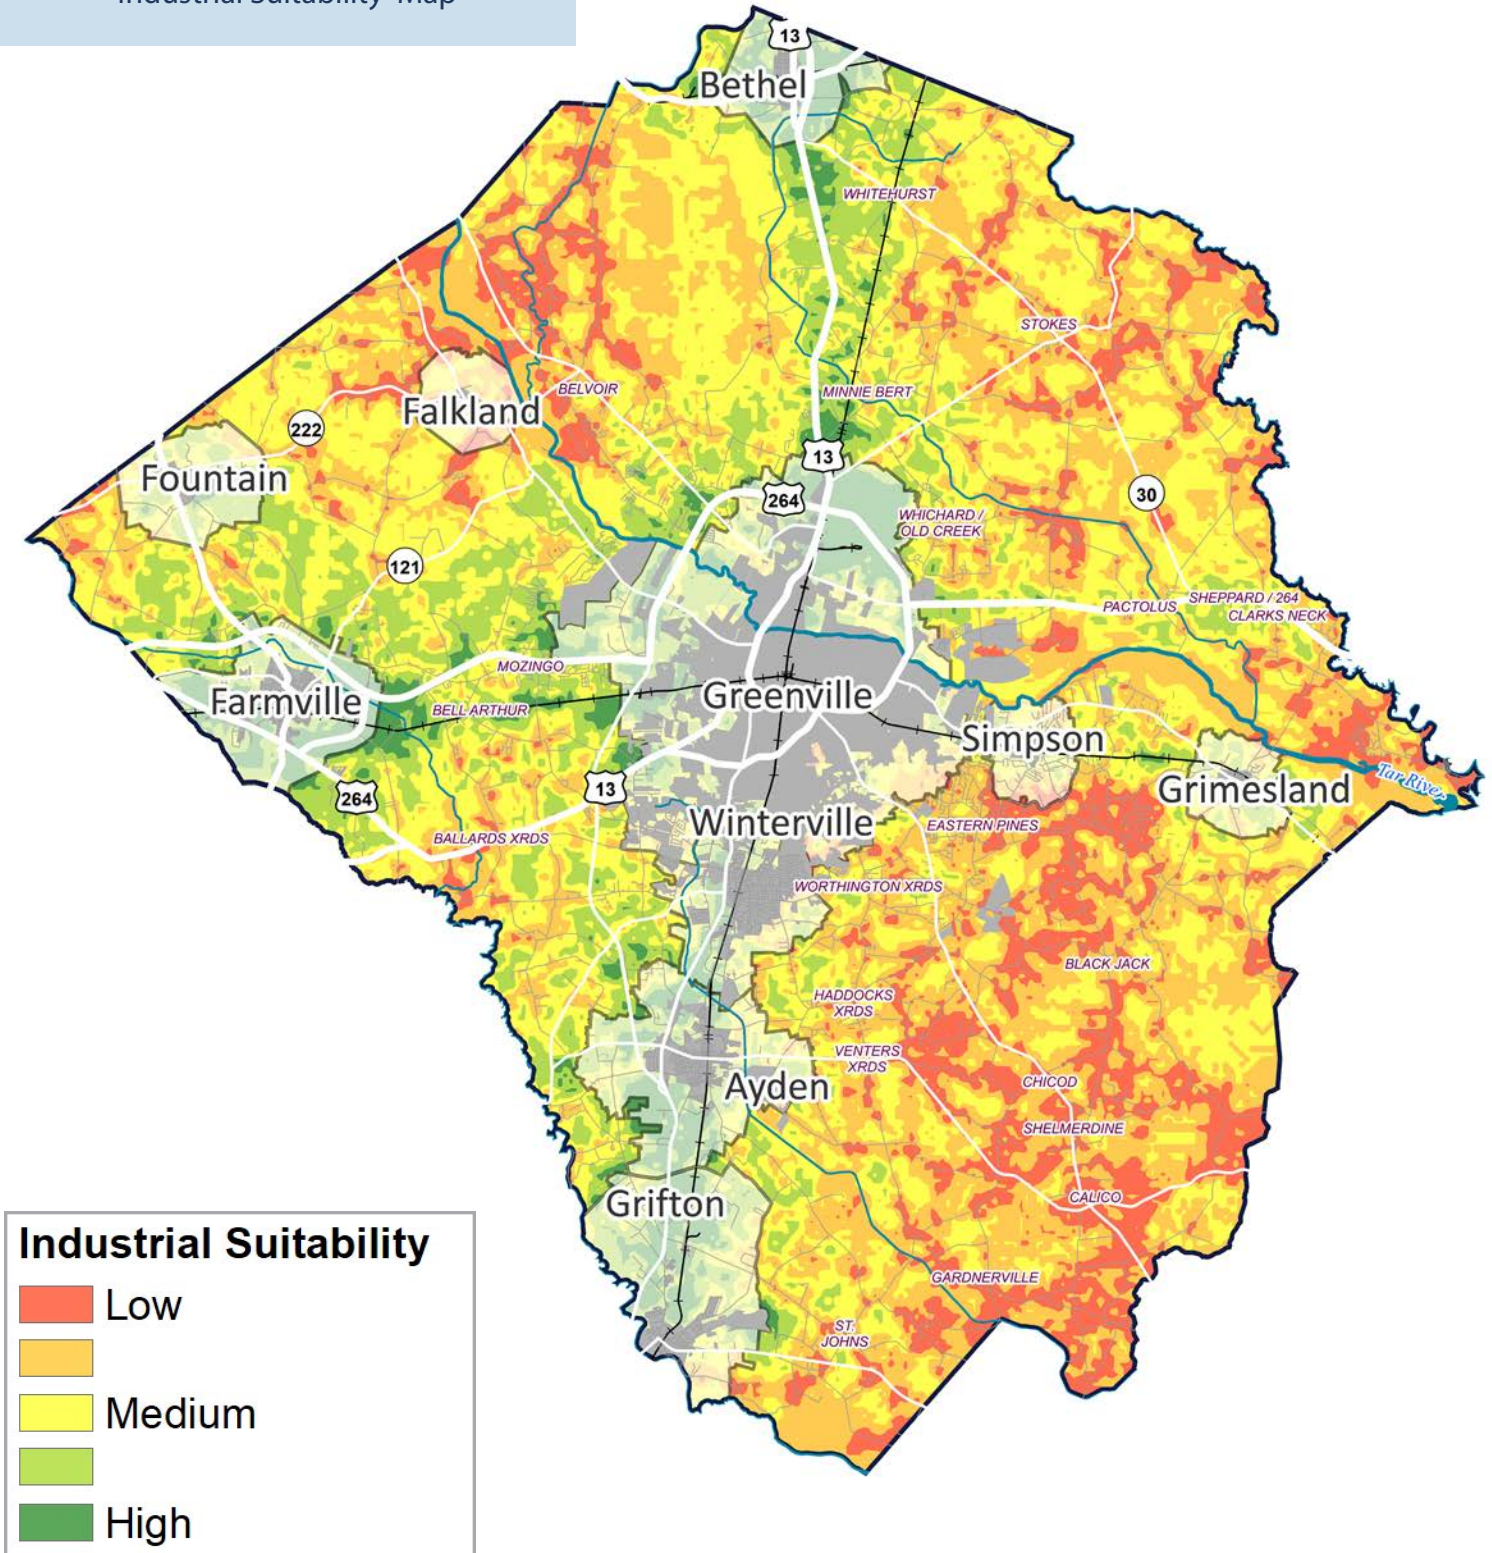 Industrial Suitability Map
13
Bethel
WHITEHURST
STOKES
BELVOIR
MINNIE BERT
Falkland
222
13
Fountain
264
30
WHICHARD /
OLD CREEK
121
SHEPPARD / 264
PACTOLUS
CLARKS NECK
MOZINGO
Farmville
BELL ARTHUR
Greenville
Simpson
Tar River
13
Grimesland
264
Winterville
EASTERN PINES
BALLARDS XRDS
WORTHINGTON XRDS
BLACK JACK
HADDOCKS
XRDS
VENTERS
XRDS
Ayden
CHICOD
SHELMERDINE
Grifton
CALICO
GARDNERVILLE
ST.
JOHNS
Industrial Suitability
Low
Medium
High